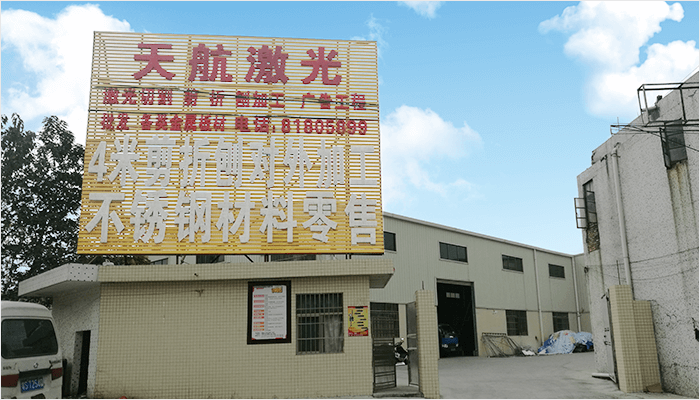 天航激光
激光切割 剪 折 刨加工 广告工程
批发 各类金属板材 电话:81805899
4米剪折刨对外加工
不锈钢材料零售